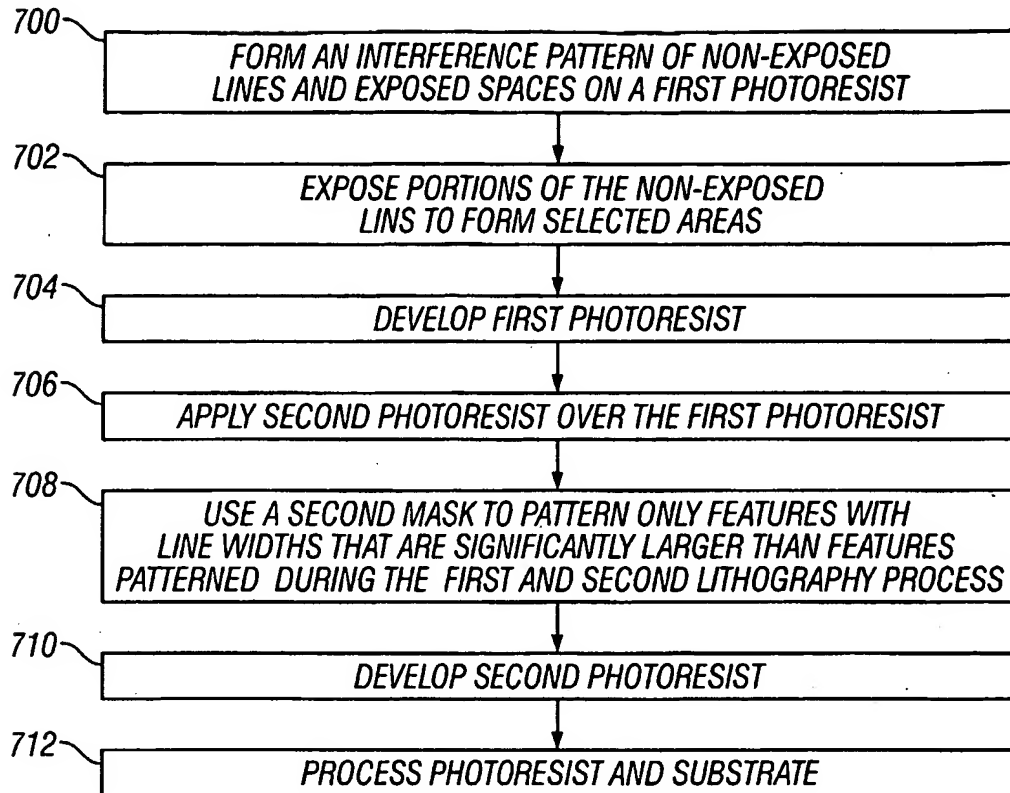 700
FORM AN INTERFERENCE PATTERN OF NON-EXPOSED
LINES AND EXPOSED SPACES ON A FIRST PHOTORESIST
702
EXPOSE PORTIONS OF THE NON-EXPOSED
LINS TO FORM SELECTED AREAS
704
DEVELOP FIRST PHOTORESIST
706
APPLY SECOND PHOTORESIST OVER THE FIRST PHOTORESIST
708
USE A SECOND MASK TO PATTERN ONLY FEATURES WITH
LINE WIDTHS THAT ARE SIGNIFICANTLY LARGER THAN FEATURES
PATTERNED DURING THE FIRST AND SECOND LITHOGRAPHY PROCESS
710
DEVELOP SECOND PHOTORESIST
712
PROCESS PHOTORESIST AND SUBSTRATE